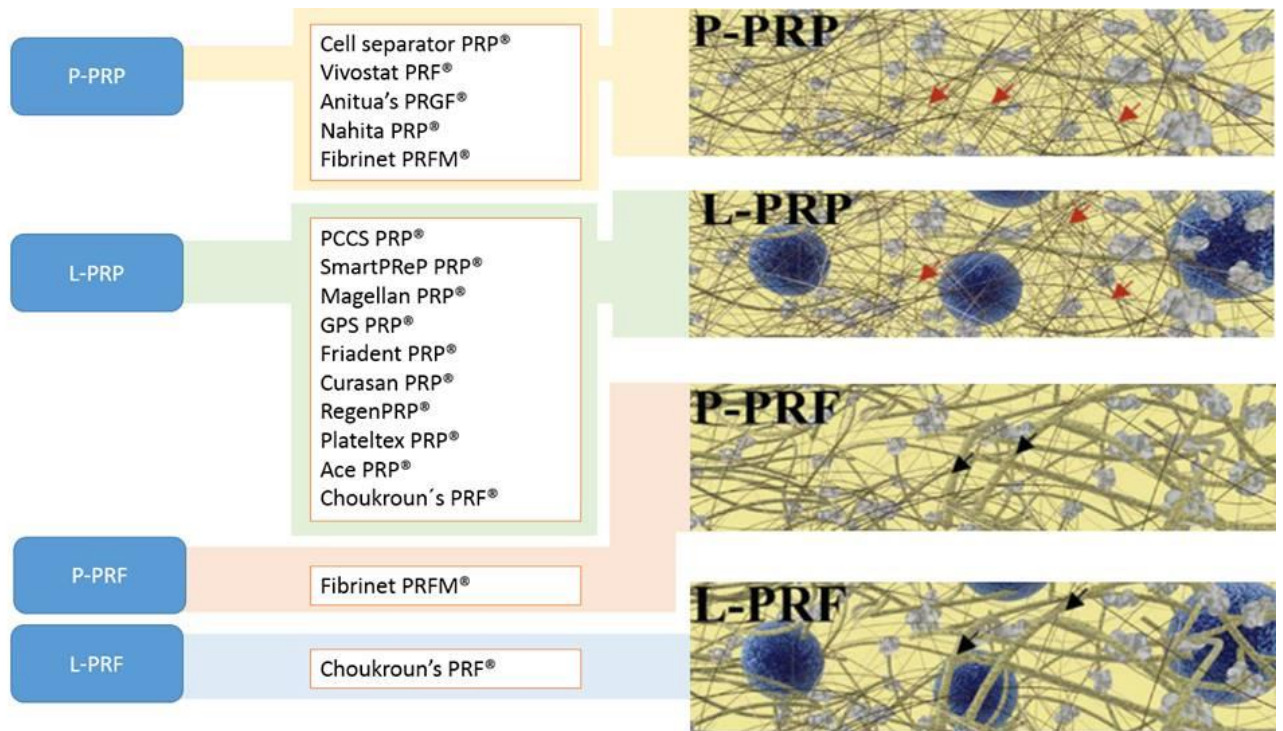 P-PRP
Cell separator PRP®
Vivostat PRF®
Anitua's PRGF®
Nahita PRP®
Fibrinet PRFM®
P-PRP
L-PRP
PCCS PRP®
SmartPReP PRP®
Magellan PRP®
GPS PRP®
Friadent PRP®
Curasan PRP®
RegenPRP®
Plateltex PRP®
Ace PRP®
Choukroun´s PRF®
L-PRP
P-PRF
Fibrinet PRFM®
P-PRF
L-PRF
Choukroun's PRF®
L-PRF